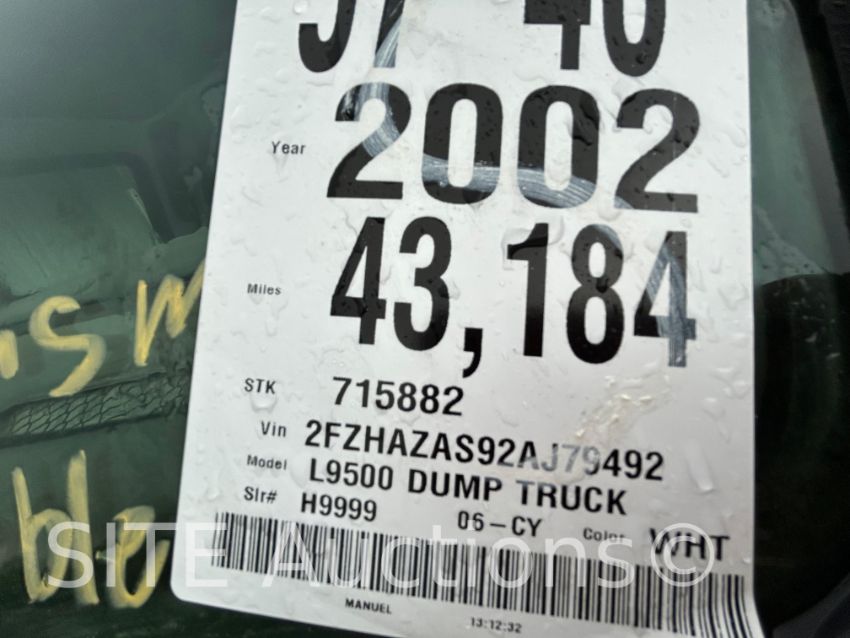 Year 2002
Miles 43,184
STK 715882
Vin 2FZHAZAS92AJ79492
Model L9500 DUMP TRUCK
Slr# H9999 06-CY Color WHT
MANUEL 13:12:32
SITE Auctions©